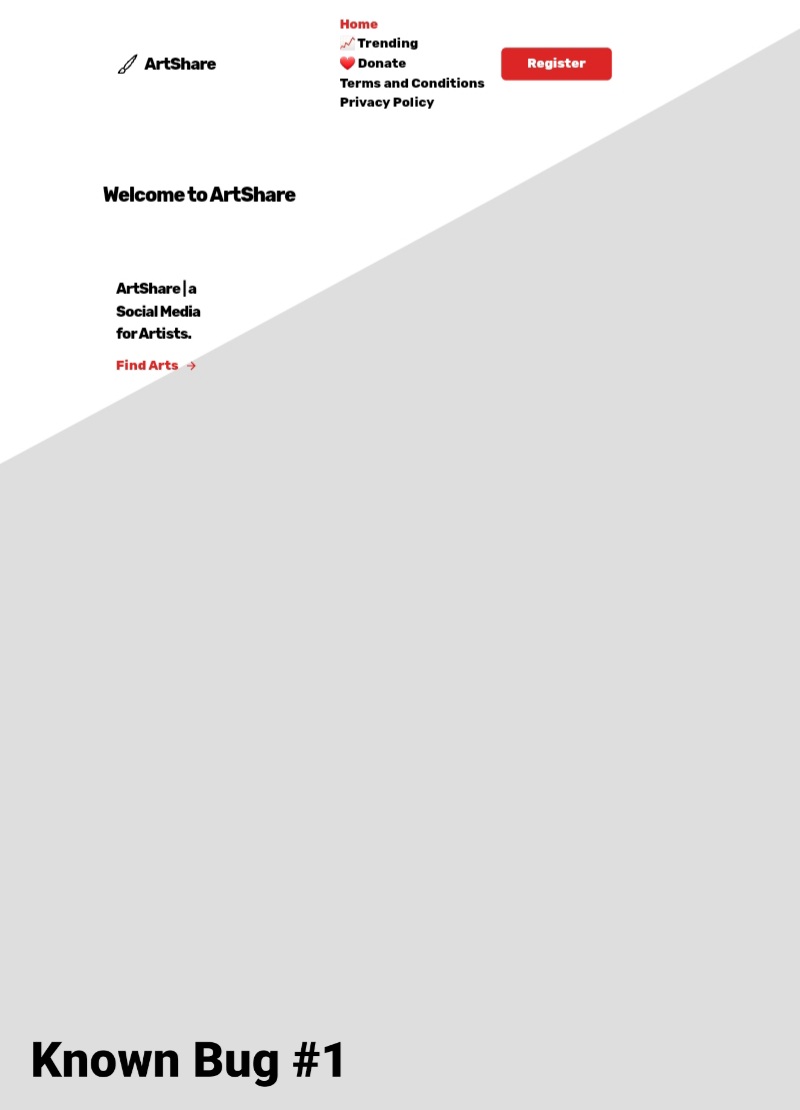 ArtShare
Home
📈 Trending
❤️ Donate
Terms and Conditions
Privacy Policy
Register
Welcome to ArtShare
ArtShare | a
Social Media
for Artists.
Find Arts →
Known Bug #1